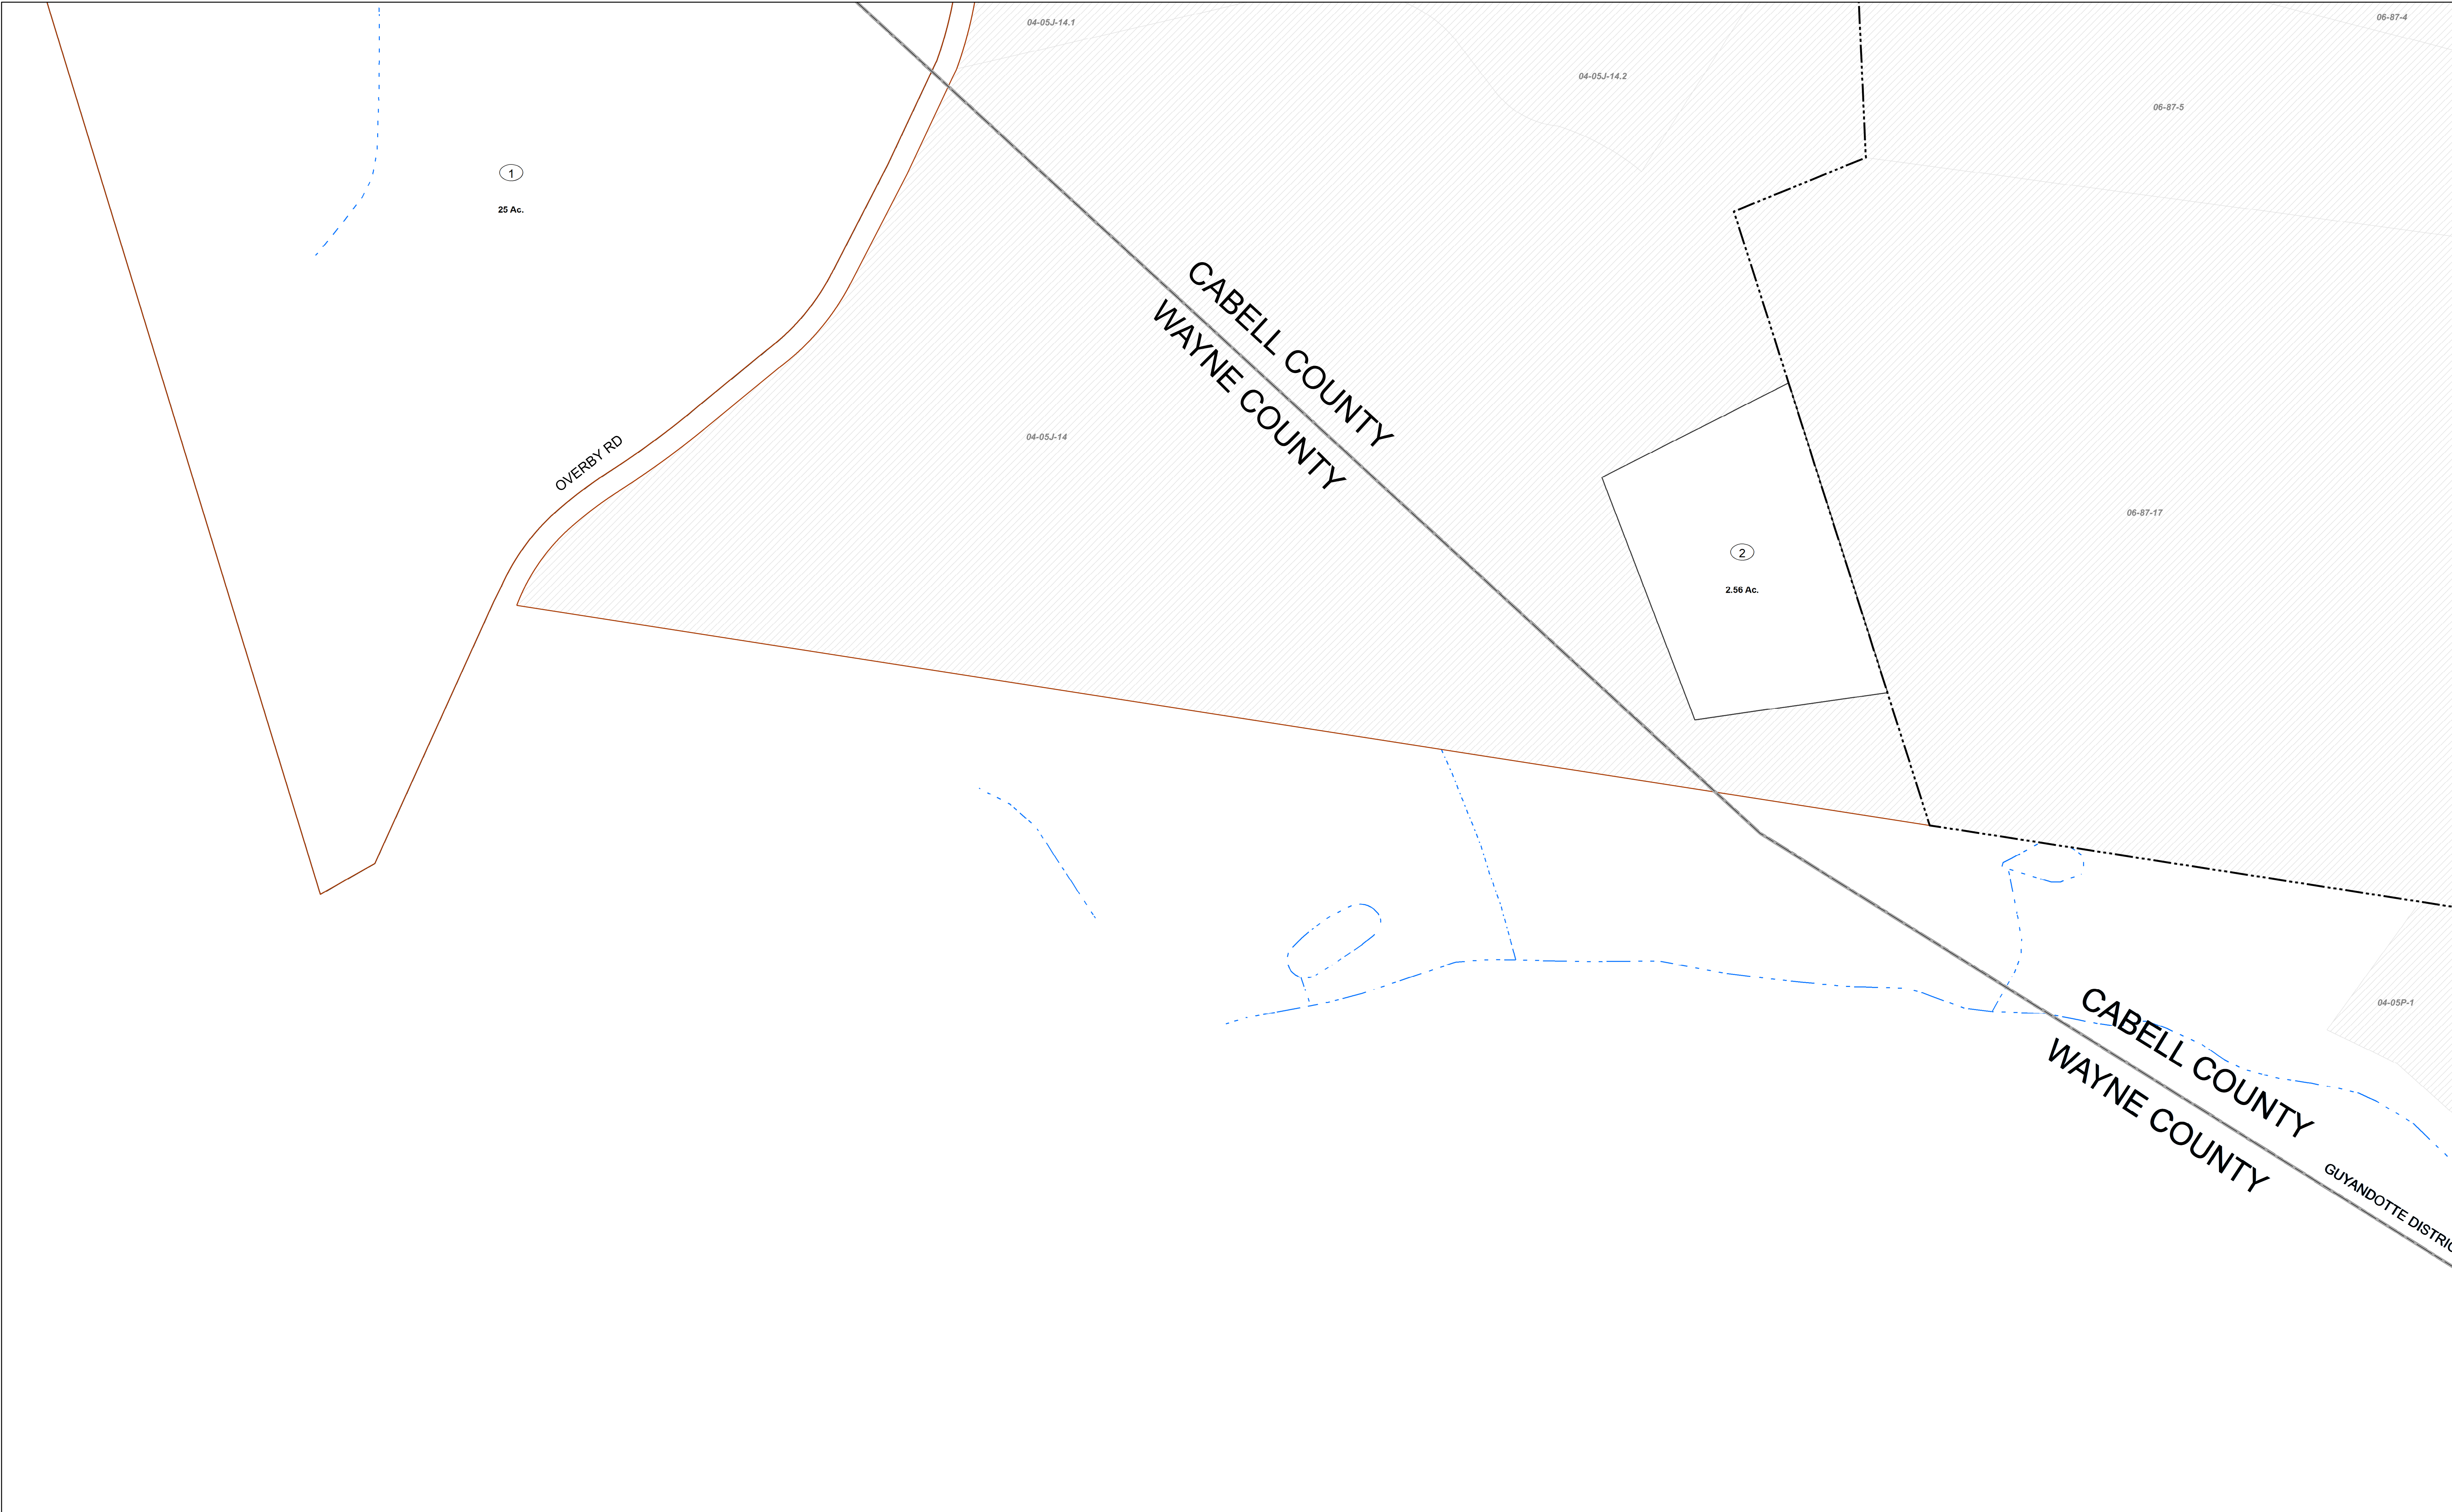 06-87-4
04-05J-14.1
04-05J-14.2
06-87-5
1
25 Ac.
CABELL COUNTY
WAYNE COUNTY
04-05J-14
OVERBY RD
06-87-17
2
2.56 Ac.
04-05P-1
CABELL COUNTY
WAYNE COUNTY
GUYANDOTTE DISTRIC